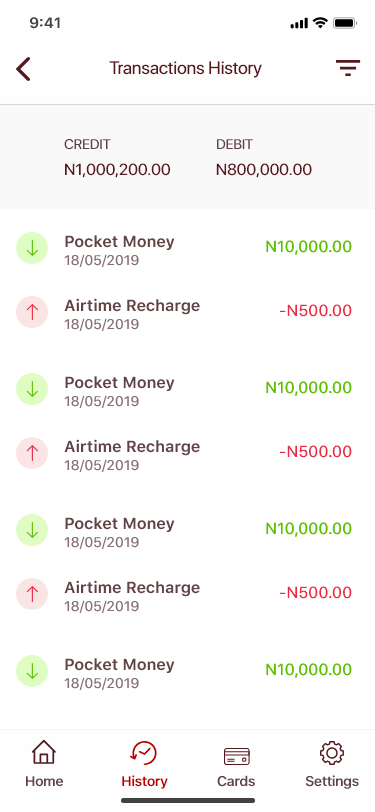 9:41
Transactions History
CREDIT DEBIT
N1,000,200.00 N800,000.00
Pocket Money N10,000.00
18/05/2019
Airtime Recharge -N500.00
18/05/2019
Pocket Money N10,000.00
18/05/2019
Airtime Recharge -N500.00
18/05/2019
Pocket Money N10,000.00
18/05/2019
Airtime Recharge -N500.00
18/05/2019
Pocket Money N10,000.00
18/05/2019
Home History Cards Settings